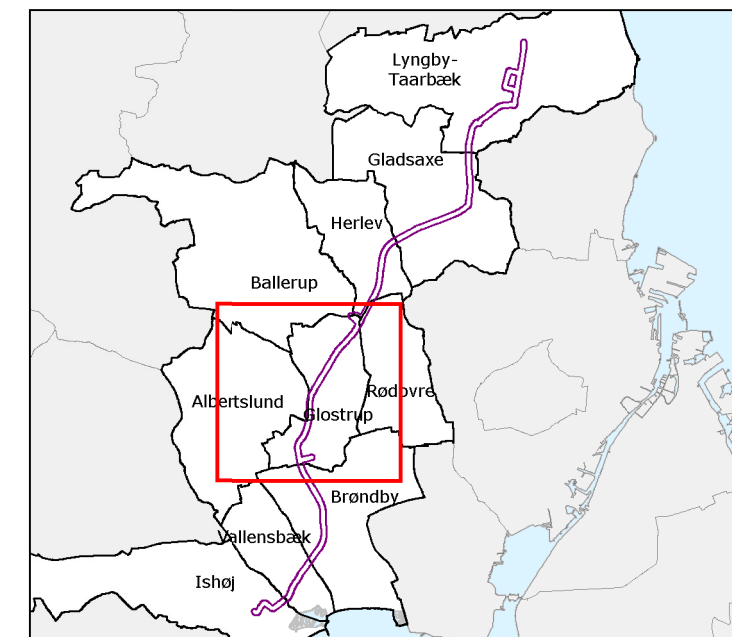 Lyngby-
Taarbæk
Gladsaxe
Herlev
Ballerup
Albertslund
Rødovre
Glostrup
Brøndby
Vallensbæk
Ishøj